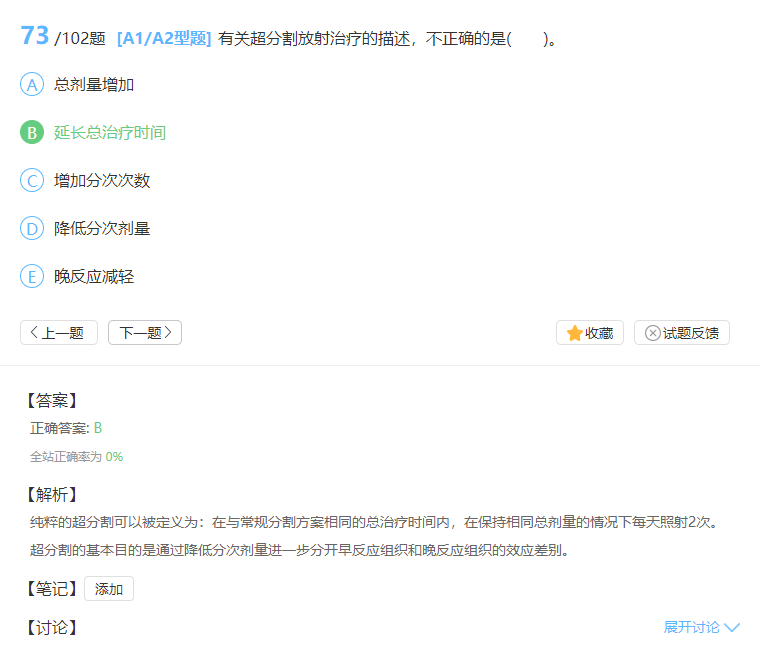 73 /102题 [A1/A2型题] 有关超分割放射治疗的描述，不正确的是(　　)。
A 总剂量增加
B 延长总治疗时间
C 增加分次次数
D 降低分次剂量
E 晚反应减轻
上一题 下一题 收藏 试题反馈
【答案】
正确答案: B
全站正确率为 0%
【解析】
纯粹的超分割可以被定义为：在与常规分割方案相同的总治疗时间内，在保持相同总剂量的情况下每天照射2次。
超分割的基本目的是通过降低分次剂量进一步分开早反应组织和晚反应组织的效应差别。
【笔记】 添加
【讨论】 展开讨论